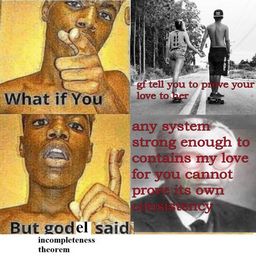 What if You
gf tell you to prove your
love to her
But godel said
incompleteness
theorem
any system
strong enough to
contains my love
for you cannot
prove its own
consistency